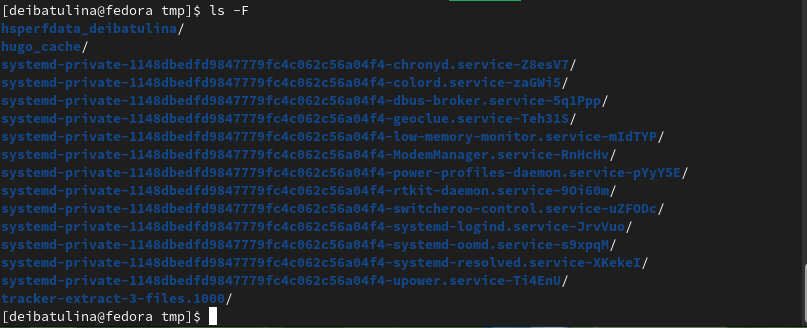 [deibatulina@fedora tmp]$ ls -F
hsperfdata_deibatulina/
hugo_cache/
systemd-private-1148dbedfd9847779fc4c062c56a04f4-chronyd.service-Z8esV7/
systemd-private-1148dbedfd9847779fc4c062c56a04f4-colord.service-zaGWi5/
systemd-private-1148dbedfd9847779fc4c062c56a04f4-dbus-broker.service-5q1Ppp/
systemd-private-1148dbedfd9847779fc4c062c56a04f4-geoclue.service-Teh31S/
systemd-private-1148dbedfd9847779fc4c062c56a04f4-low-memory-monitor.service-mIdTYP/
systemd-private-1148dbedfd9847779fc4c062c56a04f4-ModemManager.service-RnHcHv/
systemd-private-1148dbedfd9847779fc4c062c56a04f4-power-profiles-daemon.service-pYyY5E/
systemd-private-1148dbedfd9847779fc4c062c56a04f4-rtkit-daemon.service-9Oi60m/
systemd-private-1148dbedfd9847779fc4c062c56a04f4-switcheroo-control.service-uZFODc/
systemd-private-1148dbedfd9847779fc4c062c56a04f4-systemd-logind.service-JrvVuo/
systemd-private-1148dbedfd9847779fc4c062c56a04f4-systemd-oomd.service-s9xpqM/
systemd-private-1148dbedfd9847779fc4c062c56a04f4-systemd-resolved.service-XKekeI/
systemd-private-1148dbedfd9847779fc4c062c56a04f4-upower.service-Ti4EnU/
tracker-extract-3-files.1000/
[deibatulina@fedora tmp]$